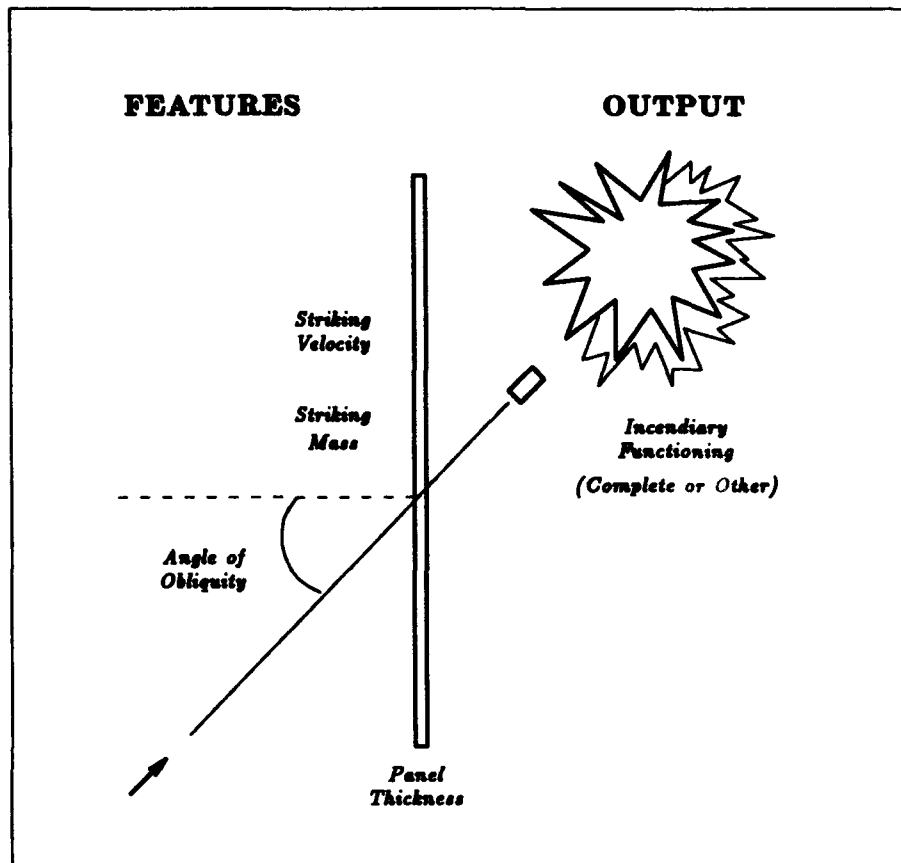 FEATURES
OUTPUT
Striking
Velocity
Striking
Mass
Incendiary
Functioning
(Complete or Other)
Angle of
Obliquity
Panel
Thickness